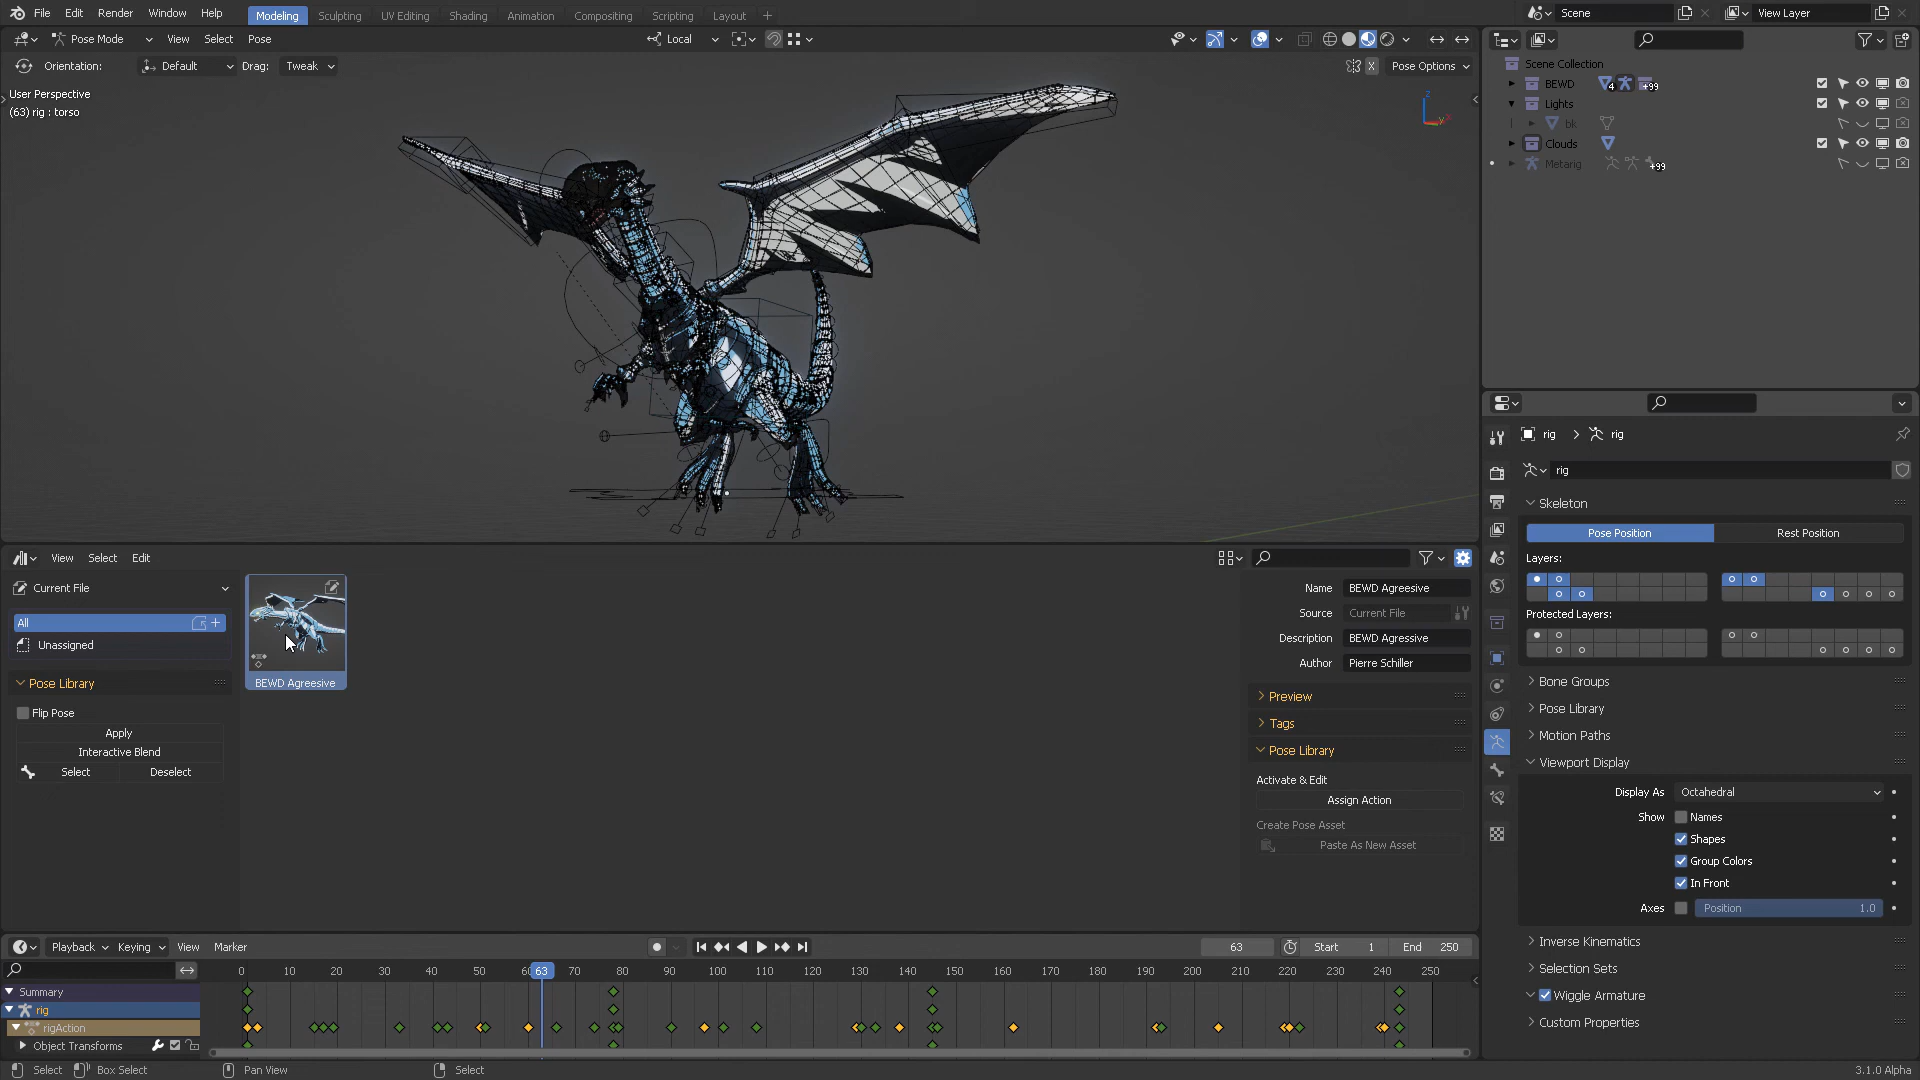 File Edit Render Window Help Modeling Sculpting UV Editing Shading Animation Compositing Scripting Layout + Scene View Layer
Pose Mode View Select Pose Local
Orientation: Default Drag: Tweak X Pose Options
User Perspective
(63) rig : torso
Scene Collection
BEWD 4 +99
Lights
bk
Clouds
Metarig +99
rig > rig
rig
Skeleton
Pose Position Rest Position
Layers:
Protected Layers:
Bone Groups
Pose Library
Motion Paths
Viewport Display
Display As Octahedral
Show Names
Shapes
Group Colors
In Front
Axes Position 1.0
Inverse Kinematics
Selection Sets
Wiggle Armature
Custom Properties
View Select Edit
Current File
All +
Unassigned
Pose Library
Flip Pose
Apply
Interactive Blend
Select Deselect
BEWD Agreesive
Name BEWD Agreesive
Source Current File
Description BEWD Agressive
Author Pierre Schiller
Preview
Tags
Pose Library
Activate & Edit
Assign Action
Create Pose Asset
Paste As New Asset
Playback Keying View Marker 63 Start 1 End 250
0 10 20 30 40 50 60 63 70 80 90 100 110 120 130 140 150 160 170 180 190 200 210 220 230 240 250
Summary
rig
rigAction
Object Transforms
Select Box Select Pan View Select 3.1.0 Alpha